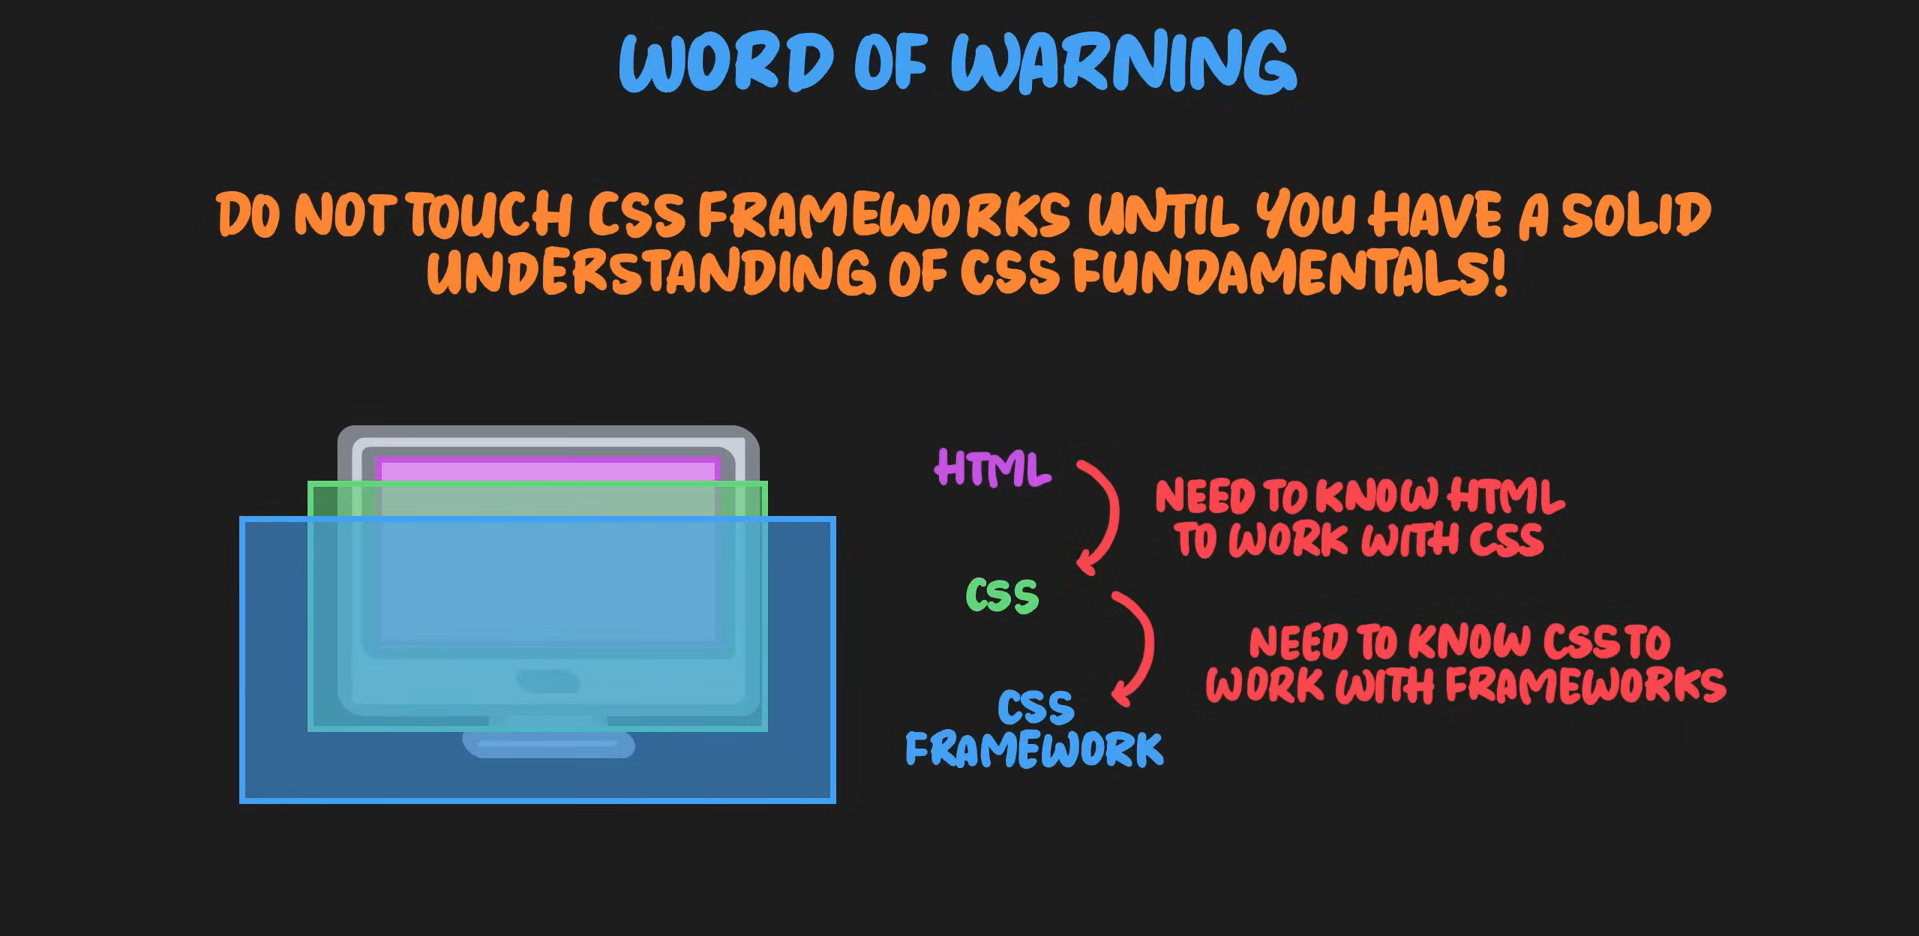 WORD OF WARNING
DO NOT TOUCH CSS FRAMEWORKS UNTIL YOU HAVE A SOLID
UNDERSTANDING OF CSS FUNDAMENTALS!
HTML
NEED TO KNOW HTML
TO WORK WITH CSS
CSS
NEED TO KNOW CSS TO
WORK WITH FRAMEWORKS
CSS
FRAMEWORK